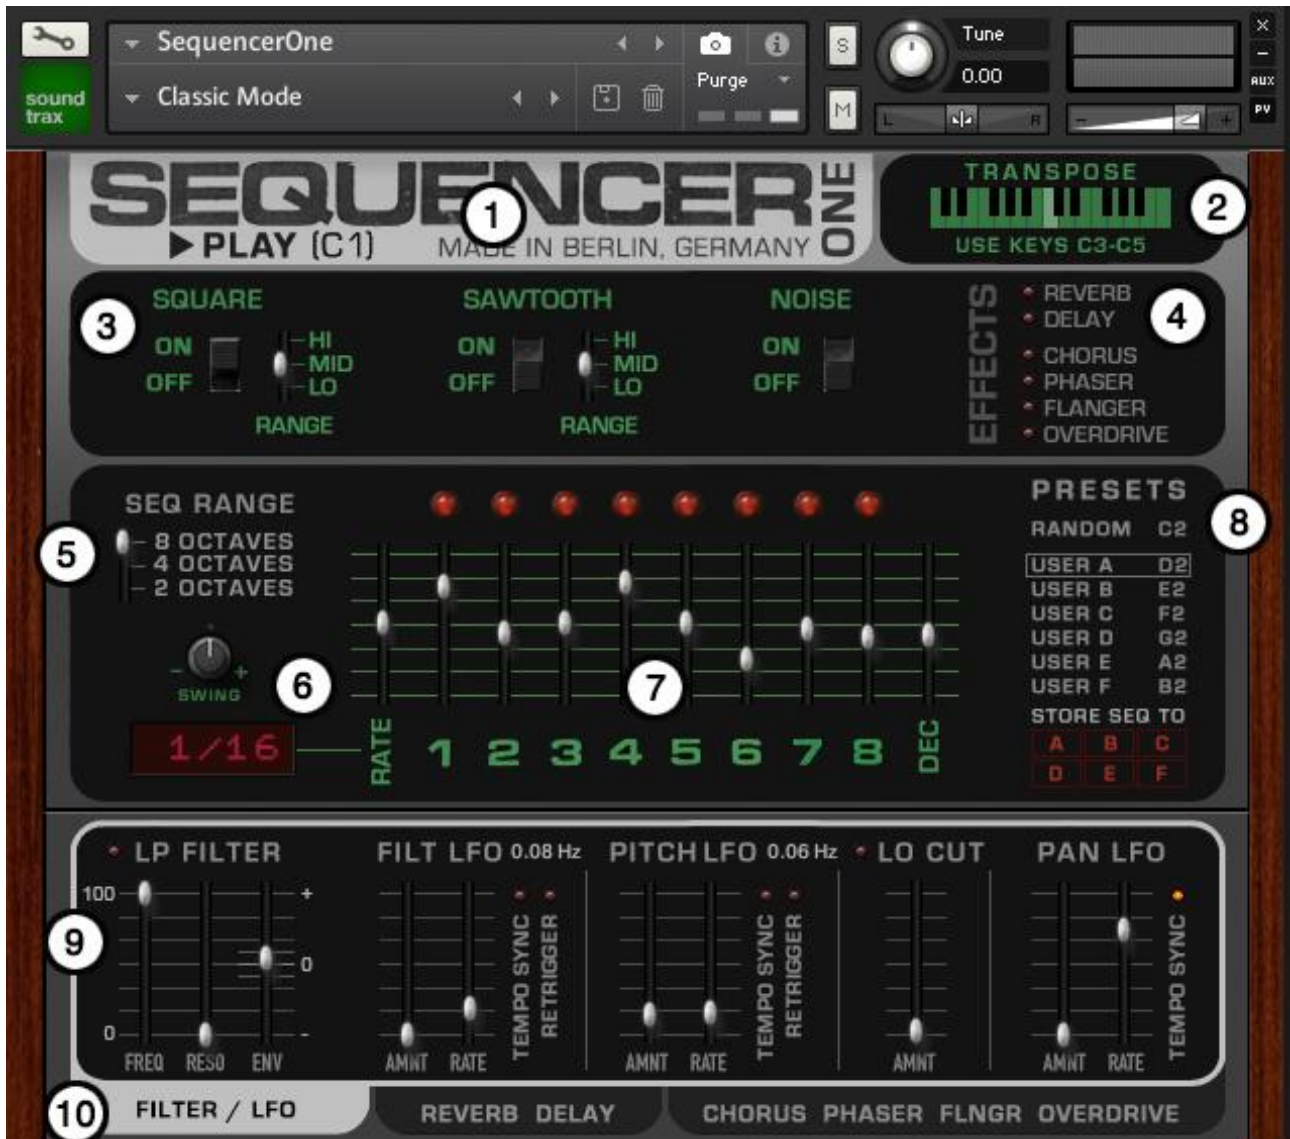 SequencerOne
S
Tune
X
-
Purge
0.00
AUX
sound
trax
Classic Mode
M
L
R
-
+
PV
SEQUENCER ONE
TRANSPOSE
1
2
▶PLAY (C1)
MADE IN BERLIN, GERMANY
USE KEYS C3-C5
SQUARE
SAWTOOTH
NOISE
EFFECTS
REVERB
DELAY
3
4
ON
HI
ON
HI
ON
MID
MID
CHORUS
OFF
LO
OFF
LO
OFF
PHASER
FLANGER
RANGE
RANGE
OVERDRIVE
SEQ RANGE
PRESETS
5
8 OCTAVES
4 OCTAVES
2 OCTAVES
RANDOM C2
8
USER A D2
USER B E2
USER C F2
USER D G2
USER E A2
USER F B2
- +
SWING
6
7
STORE SEQ TO
1/16
RATE
1 2 3 4 5 6 7 8
DEC
A B C
D E F
LP FILTER
FILT LFO 0.08 Hz
PITCH LFO 0.06 Hz
LO CUT
PAN LFO
100
+
9
0
0
-
TEMPO SYNC
RETRIGGER
TEMPO SYNC
RETRIGGER
TEMPO SYNC
FREQ RESO ENV
AMNT RATE
AMNT RATE
AMNT
AMNT RATE
10
FILTER / LFO
REVERB DELAY
CHORUS PHASER FLNGR OVERDRIVE